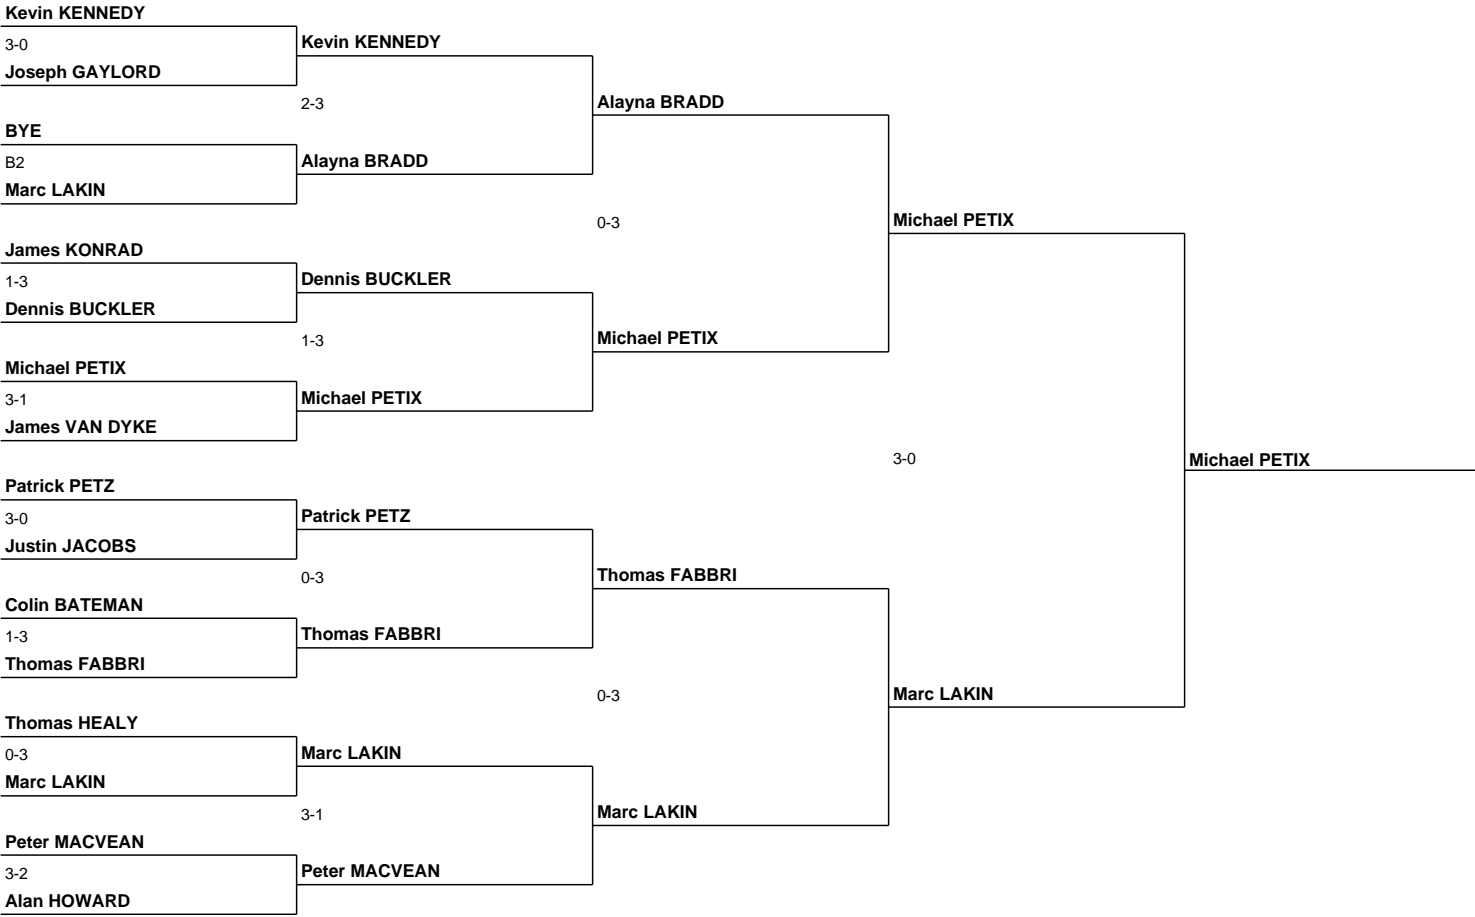 Kevin KENNEDY
3-0
Joseph GAYLORD
BYE
B2
Marc LAKIN
James KONRAD
1-3
Dennis BUCKLER
Michael PETIX
3-1
James VAN DYKE
Patrick PETZ
3-0
Justin JACOBS
Colin BATEMAN
1-3
Thomas FABBRI
Thomas HEALY
0-3
Marc LAKIN
Peter MACVEAN
3-2
Alan HOWARD
Kevin KENNEDY
2-3
Alayna BRADD
Dennis BUCKLER
1-3
Michael PETIX
Patrick PETZ
0-3
Thomas FABBRI
Marc LAKIN
3-1
Peter MACVEAN
Alayna BRADD
0-3
Michael PETIX
Thomas FABBRI
0-3
Marc LAKIN
Michael PETIX
3-0
Marc LAKIN
Michael PETIX